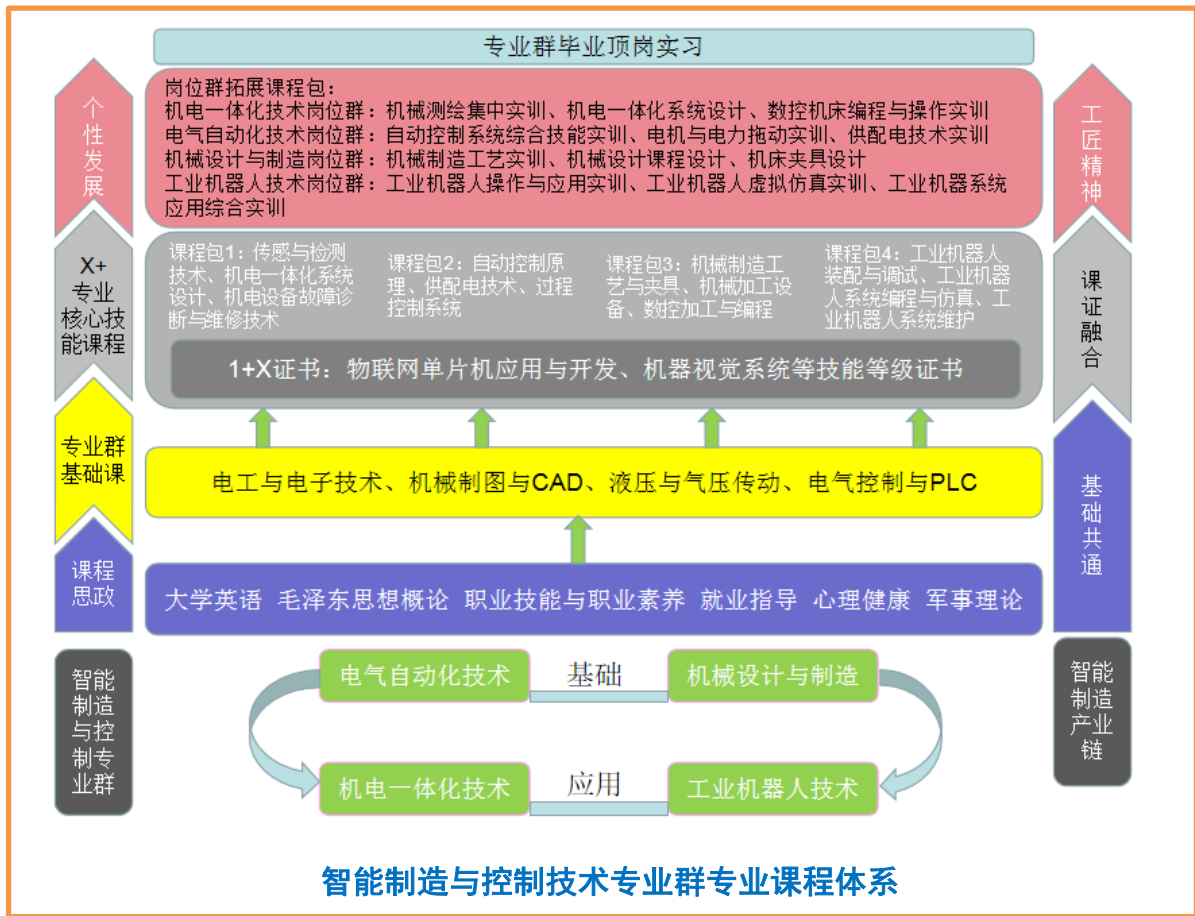 专业群毕业顶岗实习
个
性
发
展
岗位群拓展课程包：
机电一体化技术岗位群：机械测绘集中实训、机电一体化系统设计、数控机床编程与操作实训
电气自动化技术岗位群：自动控制系统综合技能实训、电机与电力拖动实训、供配电技术实训
机械设计与制造岗位群：机械制造工艺实训、机械设计课程设计、机床夹具设计
工业机器人技术岗位群：工业机器人操作与应用实训、工业机器人虚拟仿真实训、工业机器系统
应用综合实训
工
匠
精
神
X+
专业
核心技
能课程
课程包1：传感与检测
技术、机电一体化系统
设计、机电设备故障诊
断与维修技术
课程包2：自动控制原
理、供配电技术、过程
控制系统
课程包3：机械制造工
艺与夹具、机械加工设
备、数控加工与编程
课程包4：工业机器人
装配与调试、工业机器
人系统编程与仿真、工
业机器人系统维护
1+X证书：物联网单片机应用与开发、机器视觉系统等技能等级证书
课
证
融
合
专业群
基础课
电工与电子技术、机械制图与CAD、液压与气压传动、电气控制与PLC
基
础
共
通
课程
思政
大学英语 毛泽东思想概论 职业技能与职业素养 就业指导 心理健康 军事理论
智能
制造
与控
制专
业群
电气自动化技术
基础
机械设计与制造
机电一体化技术
应用
工业机器人技术
智能
制造
产业
链
智能制造与控制技术专业群专业课程体系